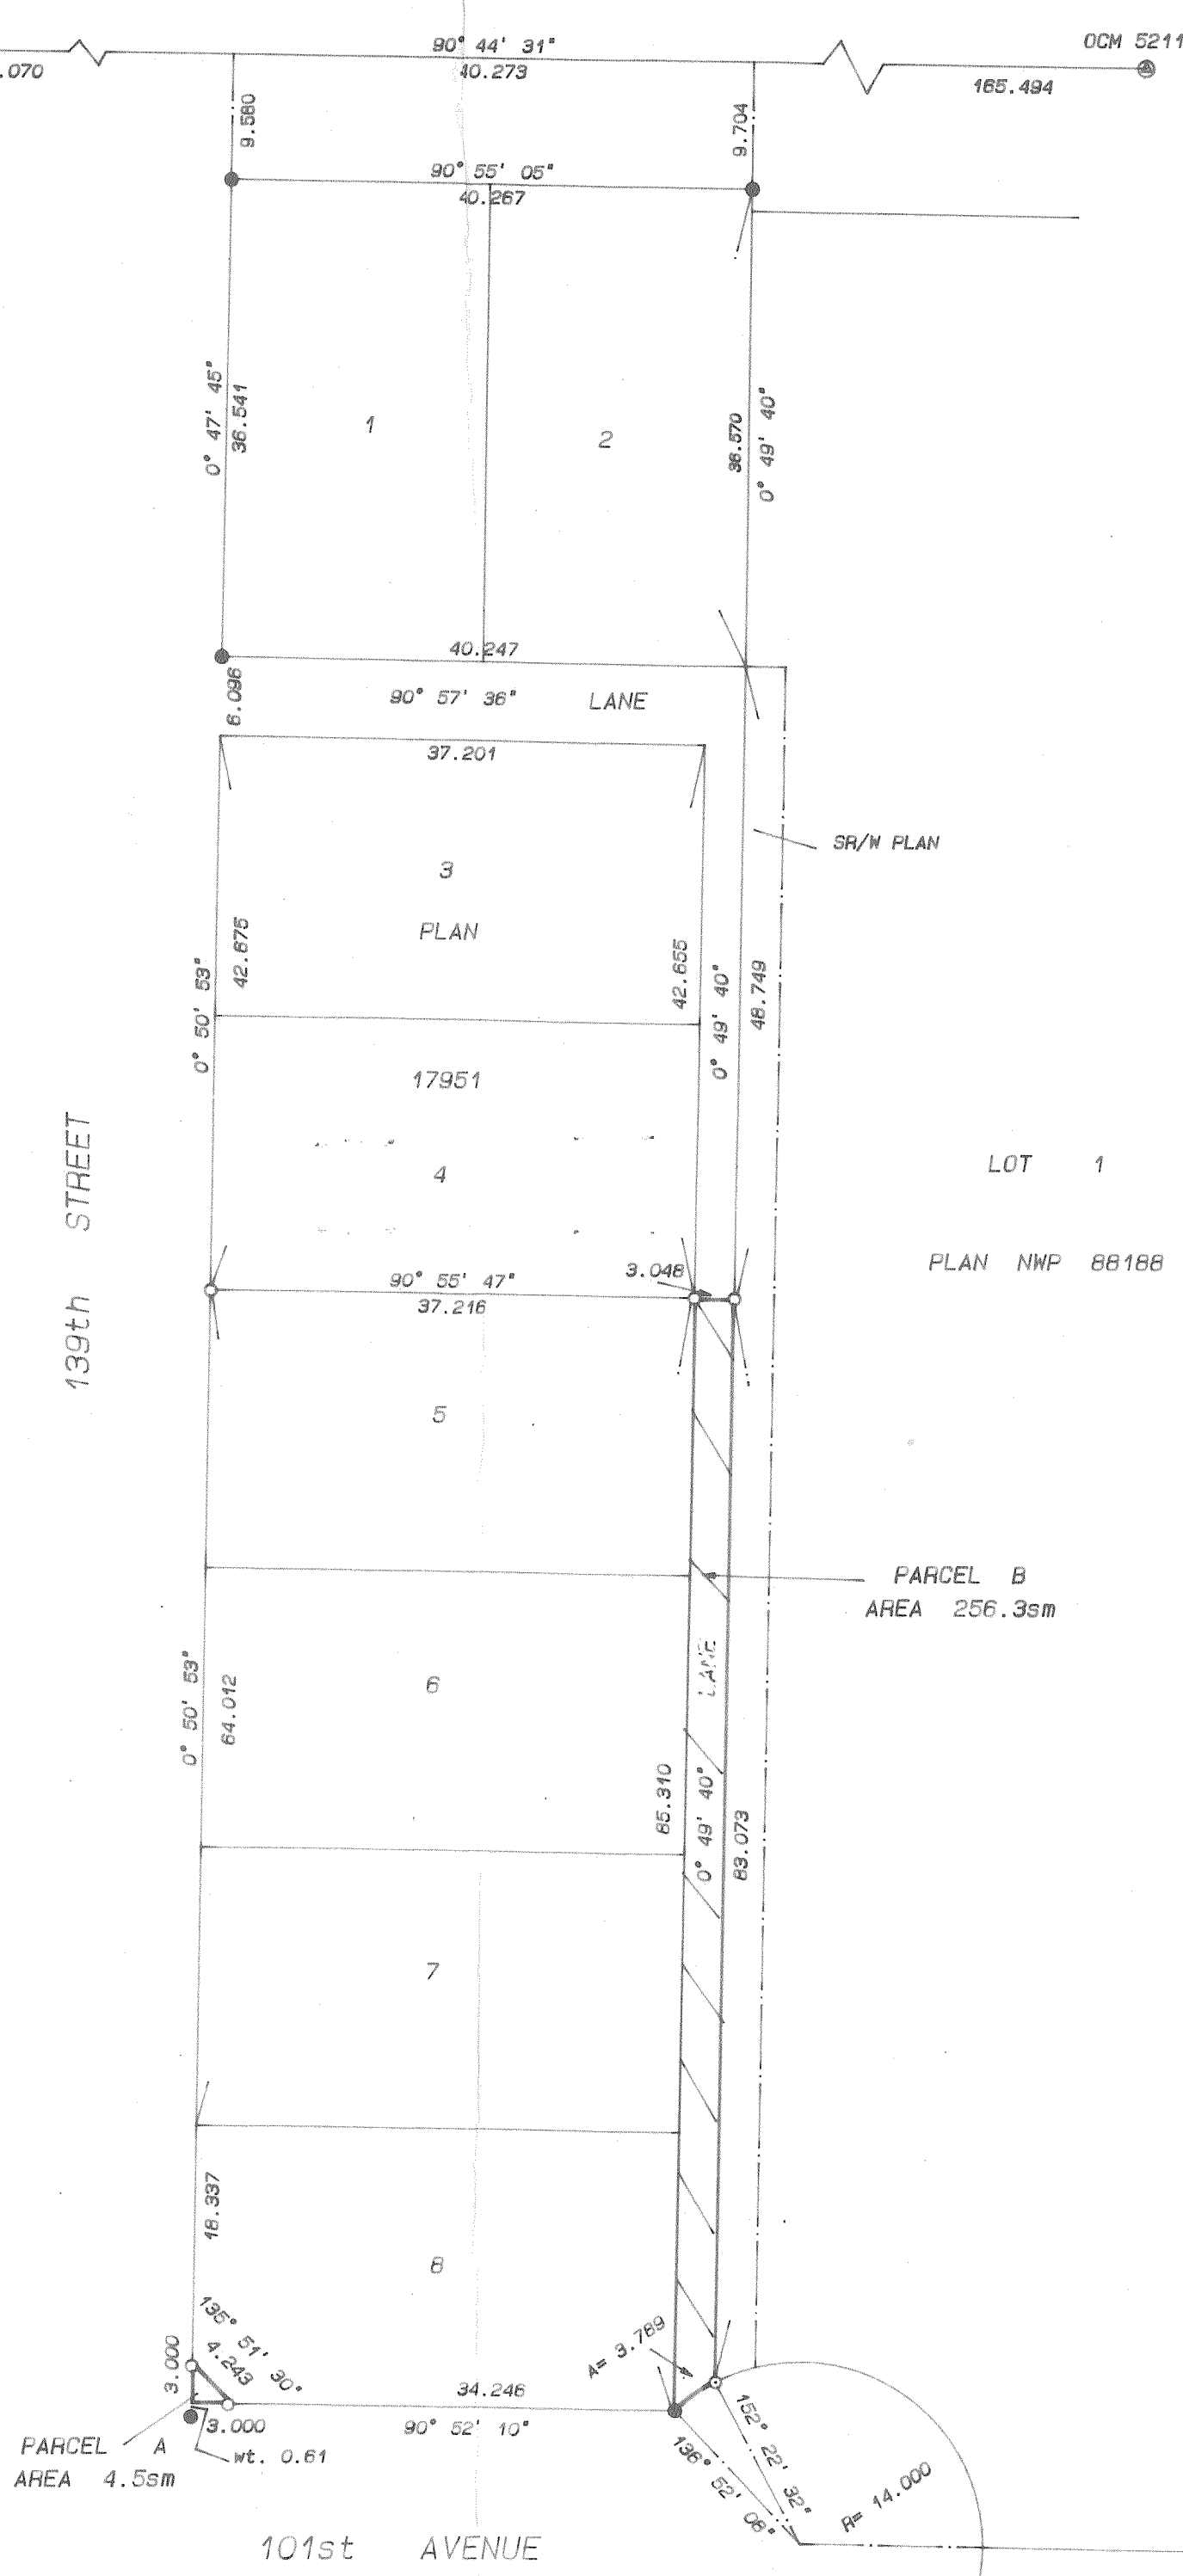 90° 44' 31"
OCM 5211
.070
40.273
165.494
9.580
9.704
90° 55' 05"
40.267
0° 47' 45"
36.541
1
2
36.570
0° 49' 40"
40.247
6.096
90° 57' 36"
LANE
37.201
SR/W PLAN
3
PLAN
0° 50' 53"
42.675
42.655
0° 49' 40"
48.749
17951
139th STREET
4
LOT 1
PLAN NWP 88188
3.048
90° 55' 47"
37.216
5
PARCEL B
AREA 256.3sm
LANE
6
0° 50' 53"
64.012
85.310
0° 49' 40"
83.073
7
18.337
8
135° 51' 30"
4.243
3.000
A= 3.789
34.246
90° 52' 10"
3.000
PARCEL A
AREA 4.5sm
wt. 0.61
152° 22' 32"
136° 52' 08"
R= 14.000
101st AVENUE